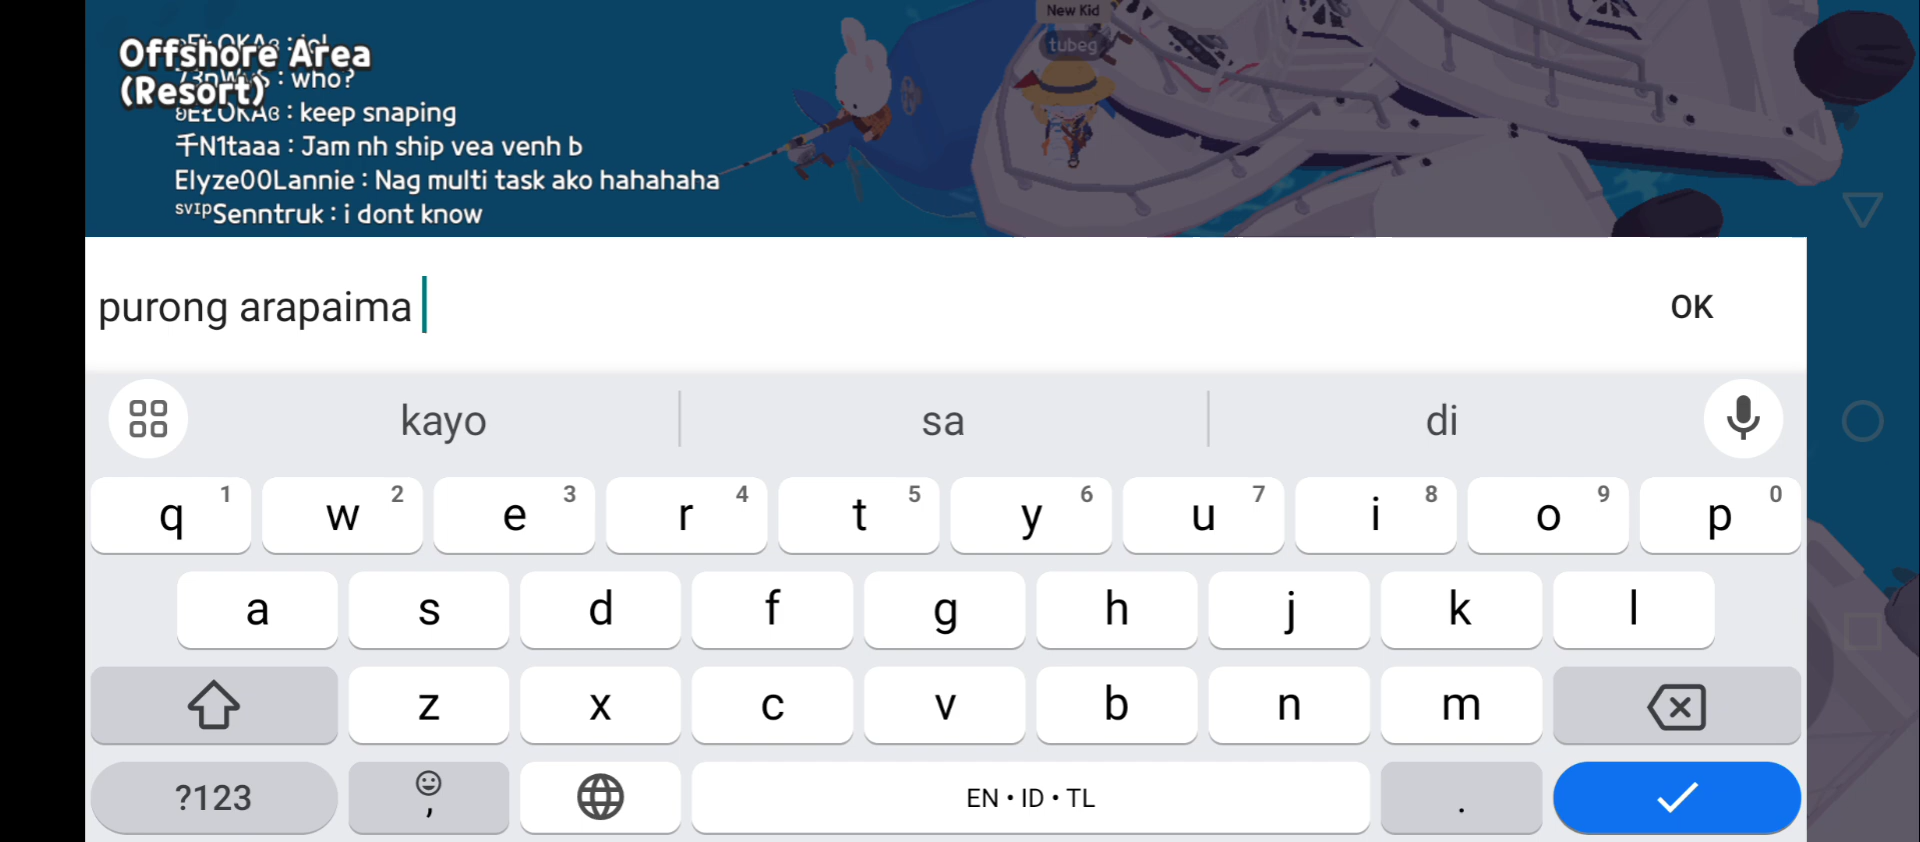 New Kid
tubeg
Offshore Area
(Resort)
: lol
: who?
: keep snaping
千N1taaa : Jam nh ship vea venh b
Elyze00Lannie : Nag multi task ako hahahaha
SVIPSenntruk : i dont know
purong arapaima
OK
kayo
sa
di
q 1 w 2 e 3 r 4 t 5 y 6 u 7 i 8 o 9 p 0
a s d f g h j k l
z x c v b n m
?123
,
EN • ID • TL
.